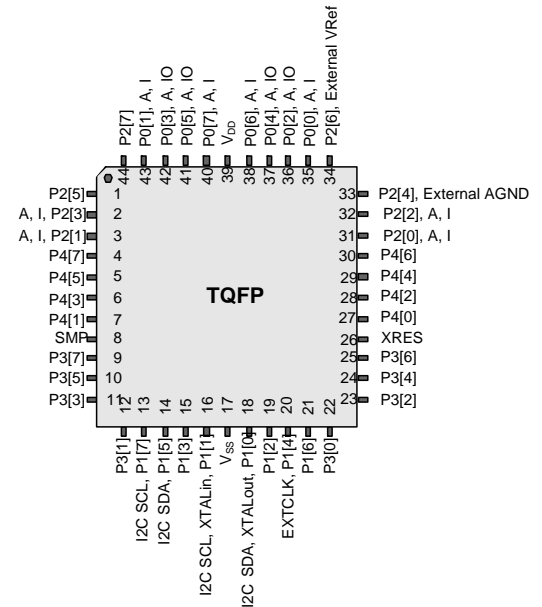 P2[7]
P0[1], A, I
P0[3], A, IO
P0[5], A, IO
P0[7], A, I
VDD
P0[6], A, I
P0[4], A, IO
P0[2], A, IO
P0[0], A, I
P2[6], External VRef
44
43
42
41
40
39
38
37
36
35
34
P2[5] 1
A, I, P2[3] 2
A, I, P2[1] 3
P4[7] 4
P4[5] 5
P4[3] 6
P4[1] 7
SMP 8
P3[7] 9
P3[5] 10
P3[3] 11
TQFP
33 P2[4], External AGND
32 P2[2], A, I
31 P2[0], A, I
30 P4[6]
29 P4[4]
28 P4[2]
27 P4[0]
26 XRES
25 P3[6]
24 P3[4]
23 P3[2]
12
13
14
15
16
17
18
19
20
21
22
P3[1]
I2C SCL, P1[7]
I2C SDA, P1[5]
P1[3]
I2C SCL, XTALin, P1[1]
VSS
I2C SDA, XTALout, P1[0]
P1[2]
EXTCLK, P1[4]
P1[6]
P3[0]